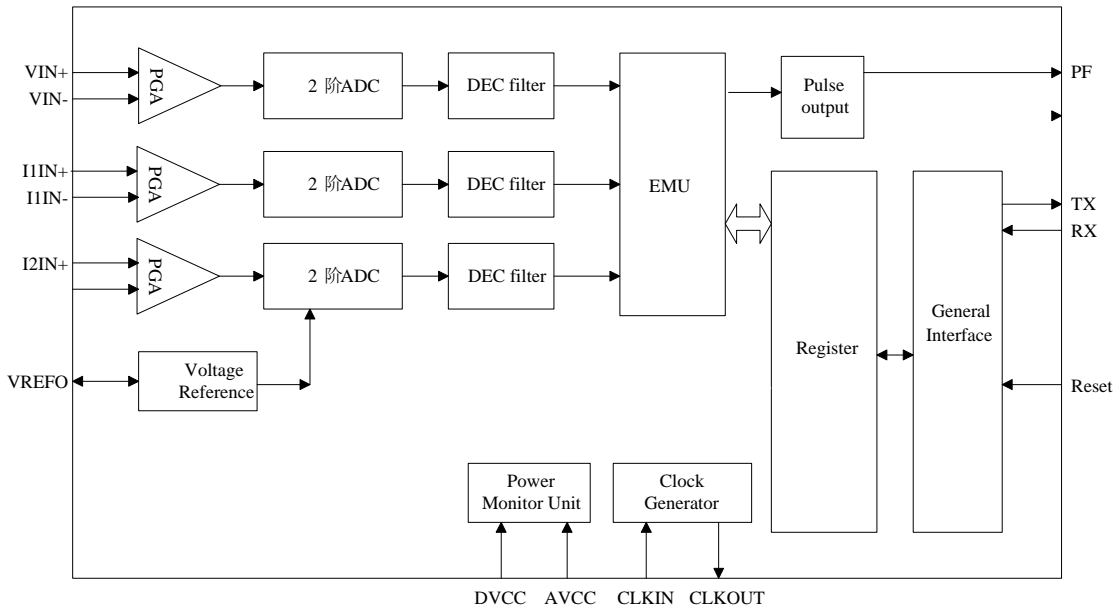 VIN+
VIN-
PGA
2 阶ADC
DEC filter
EMU
Pulse
output
PF
I1IN+
I1IN-
PGA
2 阶ADC
DEC filter
TX
RX
I2IN+
PGA
2 阶ADC
DEC filter
General
Interface
Register
VREFO
Voltage
Reference
Reset
Power
Monitor Unit
Clock
Generator
DVCC
AVCC
CLKIN
CLKOUT